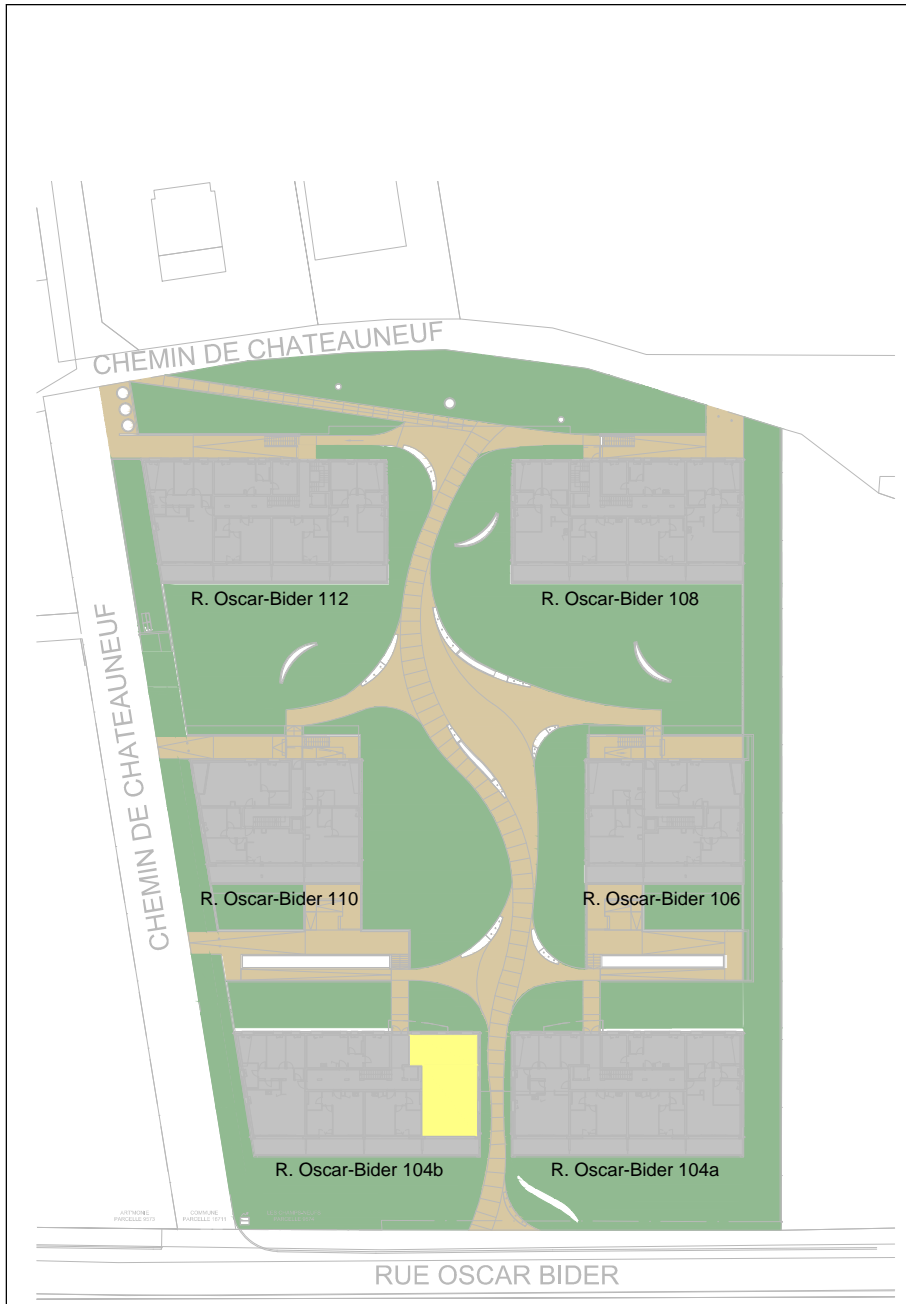 CHEMIN DE CHATEAUNEUF
R. Oscar-Bider 112
R. Oscar-Bider 108
CHEMIN DE CHATEAUNEUF
R. Oscar-Bider 110
R. Oscar-Bider 106
R. Oscar-Bider 104b
R. Oscar-Bider 104a
COMMUNE
RUE OSCAR BIDER